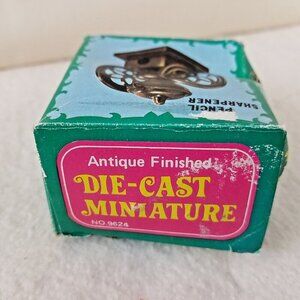 PENCIL
SHARPENER
Antique Finished
DIE-CAST
MINIATURE
NO.9624